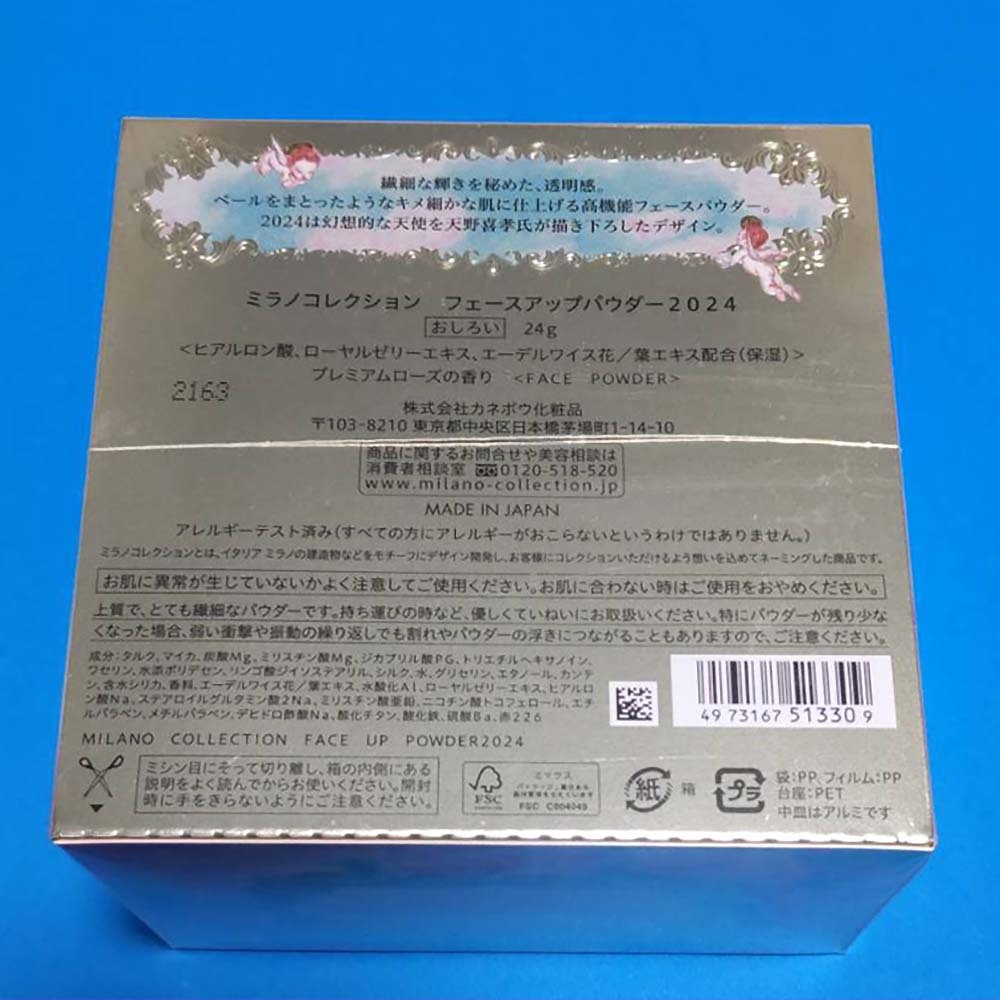 繊細な輝きを秘めた、透明感。
ベールをまとったようなキメ細かな肌に仕上げる高機能フェースパウダー。
2024は幻想的な天使を天野喜孝氏が描き下ろしたデザイン。
ミラノコレクション フェースアップパウダー2024
おしろい 24g
<ヒアルロン酸、ローヤルゼリーエキス、エーデルワイス花／葉エキス配合(保湿)>
プレミアムローズの香り <FACE POWDER>
2163
株式会社カネボウ化粧品
〒103-8210 東京都中央区日本橋茅場町1-14-10
商品に関するお問合せや美容相談は
消費者相談室 0120-518-520
www.milano-collection.jp
MADE IN JAPAN
アレルギーテスト済み(すべての方にアレルギーがおこらないというわけではありません。)
ミラノコレクションとは、イタリア ミラノの建造物などをモチーフにデザイン開発し、お客様にコレクションいただけるよう想いを込めてネーミングした商品です。
お肌に異常が生じていないかよく注意してご使用ください。お肌に合わない時はご使用をおやめください。
上質で、とても繊細なパウダーです。持ち運びの時など、優しくていねいにお取扱いください。特にパウダーが残り少な
くなった場合、弱い衝撃や振動の繰り返しでも割れやパウダーの浮きにつながることもありますので、ご注意ください。
成分:タルク、マイカ、炭酸Mg、ミリスチン酸Mg、ジカプリル酸PG、トリエチルヘキサノイン、
ワセリン、水添ポリデセン、リンゴ酸ジイソステアリル、シルク、水、グリセリン、エタノール、カンテ
ン、含水シリカ、香料、エーデルワイス花／葉エキス、水酸化Al、ローヤルゼリーエキス、ヒアルロ
ン酸Na、ステアロイルグルタミン酸2Na、ミリスチン酸亜鉛、ニコチン酸トコフェロール、エチ
ルパラベン、メチルパラベン、デヒドロ酢酸Na、酸化チタン、酸化鉄、硫酸Ba、赤226
4973167513309
MILANO COLLECTION FACE UP POWDER2024
ミシン目にそって切り離し、箱の内側にある
説明をよく読んでからお使いください。開封
時に手をきらないようにご注意ください。
FSC
ミックス
FSC C004049
紙 箱
プラ
袋:PP、フィルム:PP
台座:PET
中皿はアルミです